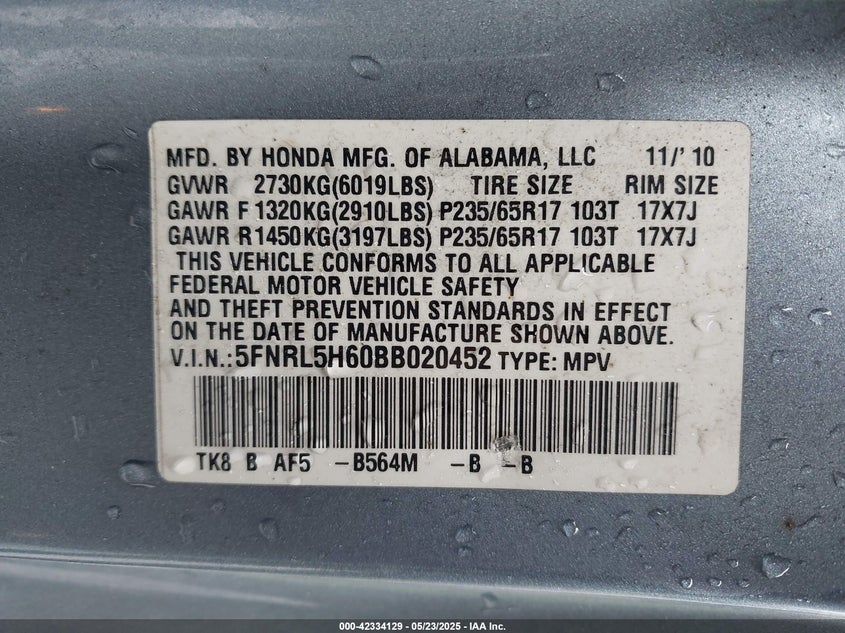 MFD. BY HONDA MFG. OF ALABAMA, LLC 11/' 10
GVWR 2730KG(6019LBS) TIRE SIZE RIM SIZE
GAWR F 1320KG(2910LBS) P235/65R17 103T 17X7J
GAWR R1450KG(3197LBS) P235/65R17 103T 17X7J
THIS VEHICLE CONFORMS TO ALL APPLICABLE
FEDERAL MOTOR VEHICLE SAFETY
AND THEFT PREVENTION STANDARDS IN EFFECT
ON THE DATE OF MANUFACTURE SHOWN ABOVE.
V.I.N.:5FNRL5H60BB020452 TYPE: MPV
TK8 B AF5 -B564M -B -B
000-42334129 - 05/23/2025 - IAA Inc.